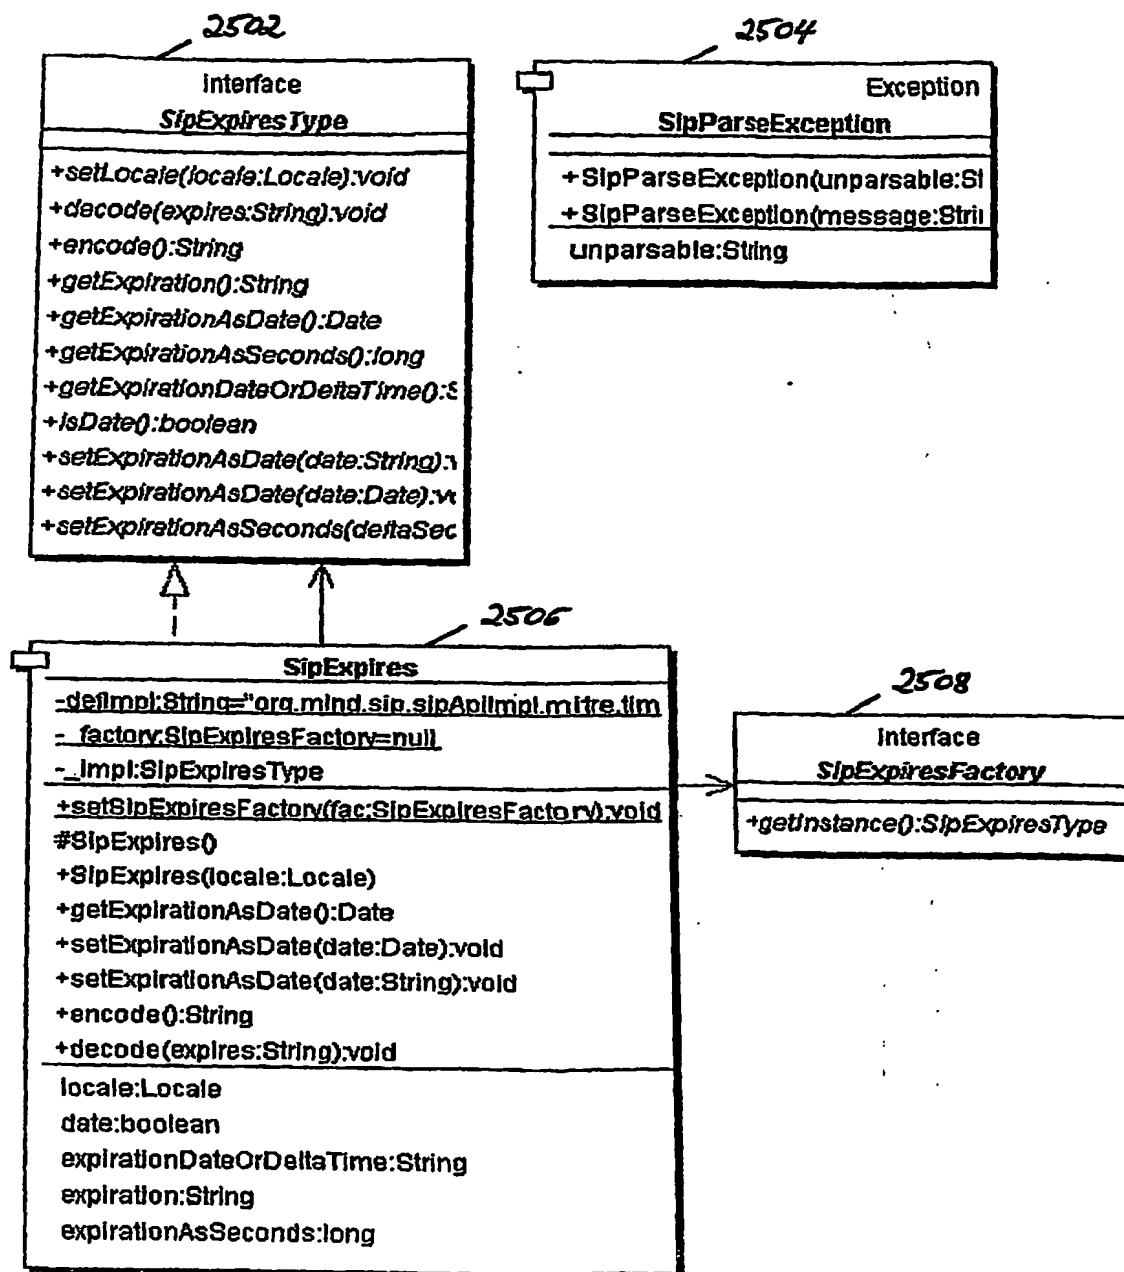 2502
interface
SipExpiresType
+setLocale(locale:Locale):void
+decode(expires:String):void
+encode():String
+getExpiration():String
+getExpirationAsDate():Date
+getExpirationAsSeconds():long
+getExpirationDateOrDeltaTime():S
+isDate():boolean
+setExpirationAsDate(date:String):v
+setExpirationAsDate(date:Date):vo
+setExpirationAsSeconds(deltaSec
2504
Exception
SipParseException
+SipParseException(unparsable:St
+SipParseException(message:Strin
unparsable:String
2506
SipExpires
-defImpl:String="org.mind.sip.sipApiImpl.mitre.tim
-_factory:SipExpiresFactory=null
-_impl:SipExpiresType
+setSipExpiresFactory(fac:SipExpiresFactory):void
#SipExpires()
+SipExpires(locale:Locale)
+getExpirationAsDate():Date
+setExpirationAsDate(date:Date):void
+setExpirationAsDate(date:String):void
+encode():String
+decode(expires:String):void
locale:Locale
date:boolean
expirationDateOrDeltaTime:String
expiration:String
expirationAsSeconds:long
2508
interface
SipExpiresFactory
+getInstance():SipExpiresType